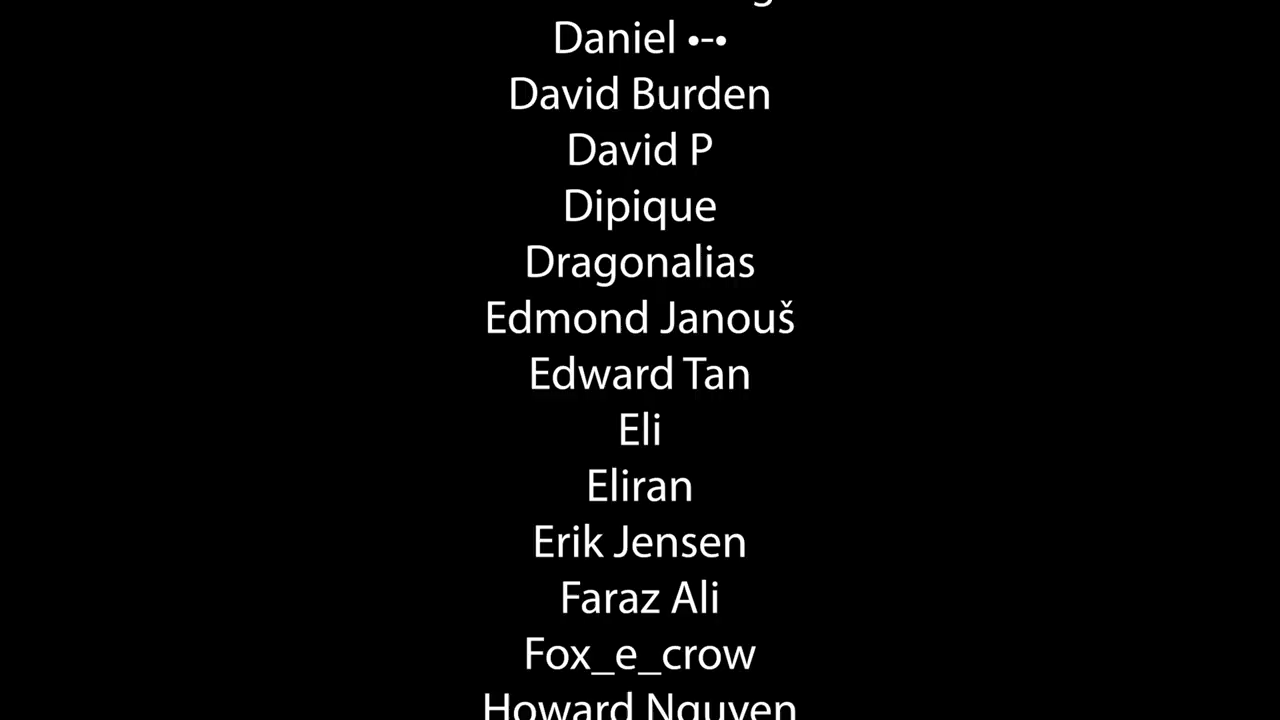 Daniel •-•
David Burden
David P
Dipique
Dragonalias
Edmond Janouš
Edward Tan
Eli
Eliran
Erik Jensen
Faraz Ali
Fox_e_crow
Howard Nguyen